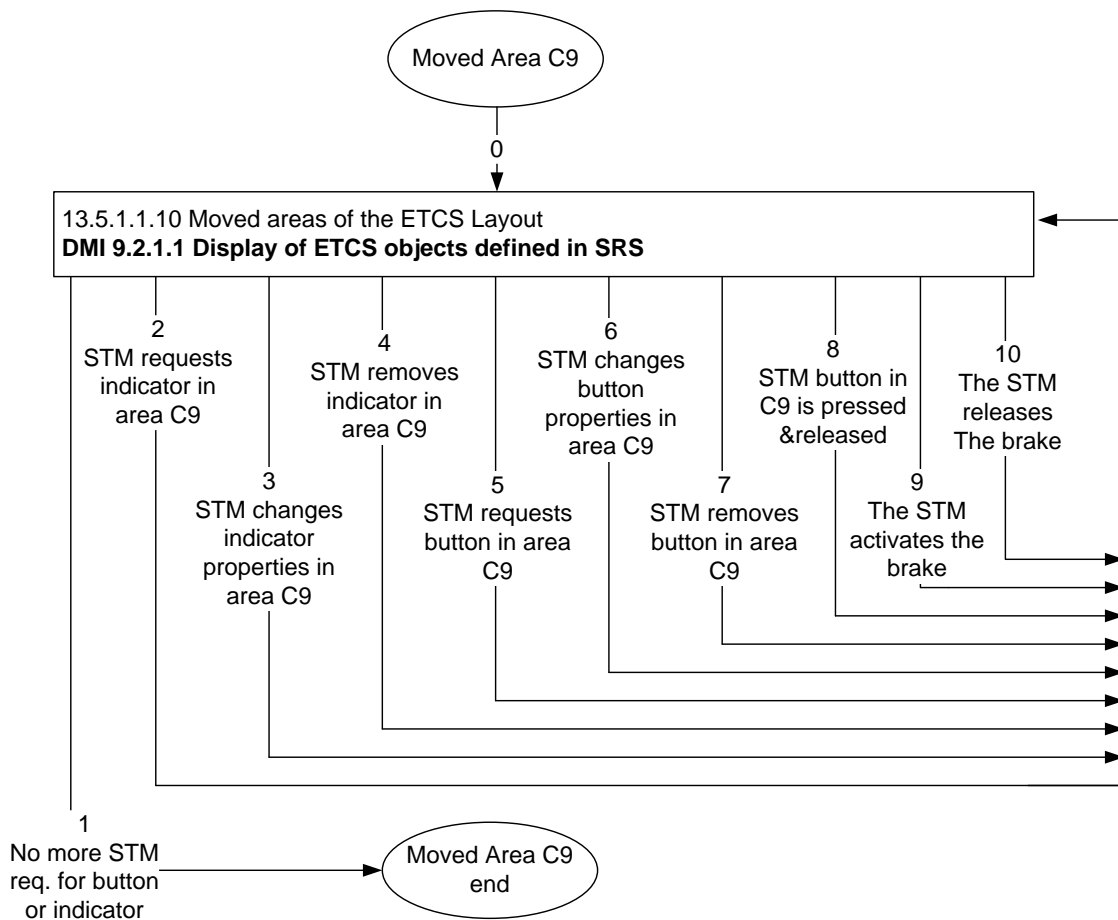 Moved Area C9
0
13.5.1.1.10 Moved areas of the ETCS Layout
DMI 9.2.1.1 Display of ETCS objects defined in SRS
1
No more STM
req. for button
or indicator
2
STM requests
indicator in
area C9
3
STM changes
indicator
properties in
area C9
4
STM removes
indicator in
area C9
5
STM requests
button in area
C9
6
STM changes
button
properties in
area C9
7
STM removes
button in area
C9
8
STM button in
C9 is pressed
&released
9
The STM
activates the
brake
10
The STM
releases
The brake
Moved Area C9
end